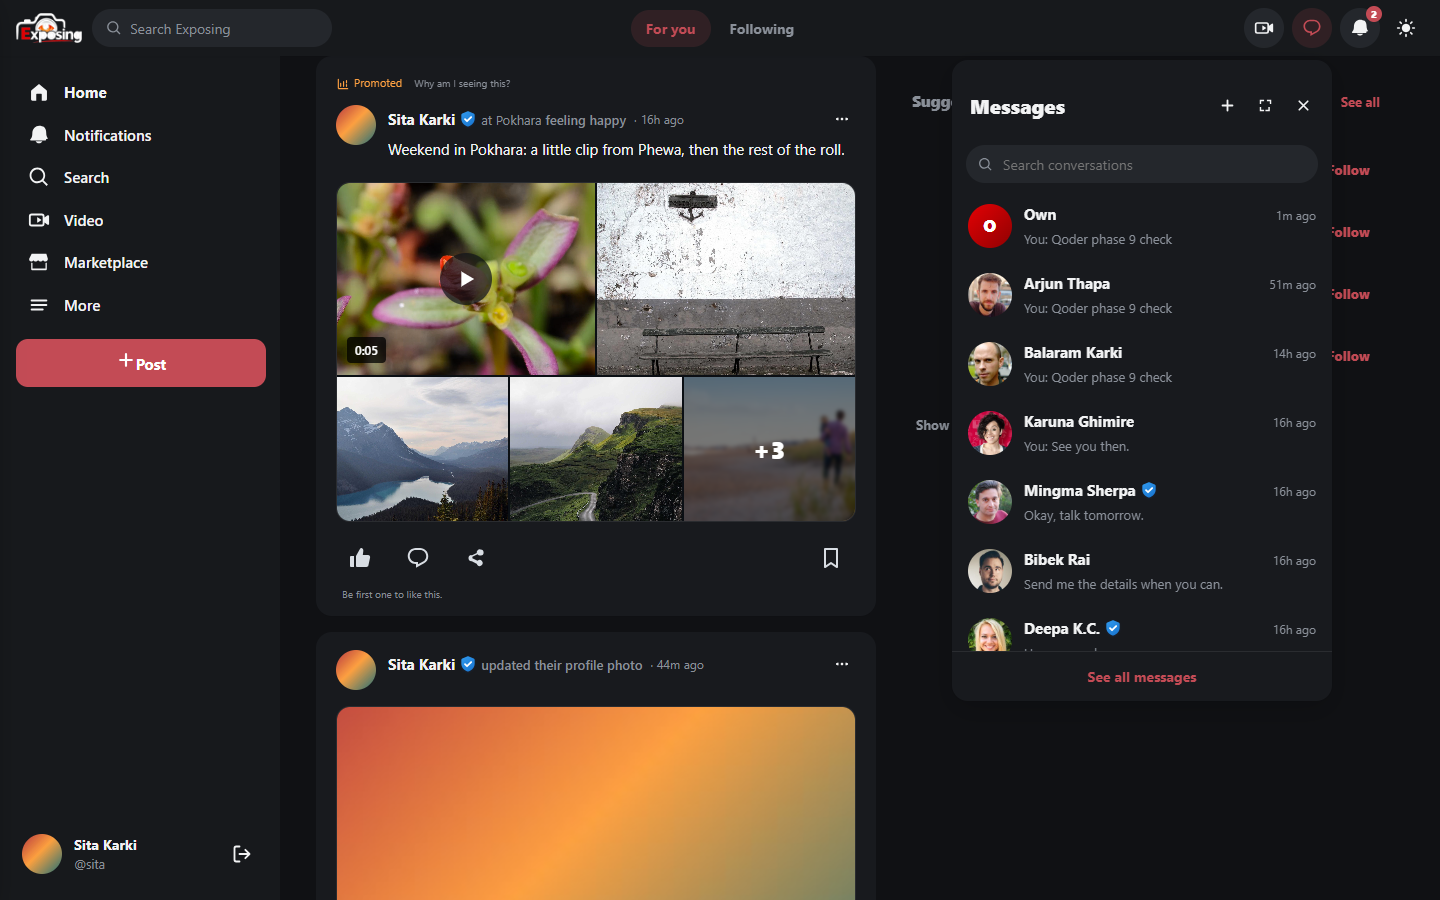 Exposing
Search Exposing
For you
Following
2
Home
Notifications
Search
Video
Marketplace
More
+ Post
Sita Karki
@sita
Promoted
Why am I seeing this?
Sita Karki at Pokhara feeling happy · 16h ago
Weekend in Pokhara: a little clip from Phewa, then the rest of the roll.
0:05
+3
Be first one to like this.
Sita Karki updated their profile photo · 44m ago
Sugge
See all
Follow
Follow
Follow
Follow
Show
Messages
Search conversations
O
Own
1m ago
You: Qoder phase 9 check
Arjun Thapa
51m ago
You: Qoder phase 9 check
Balaram Karki
14h ago
You: Qoder phase 9 check
Karuna Ghimire
16h ago
You: See you then.
Mingma Sherpa
16h ago
Okay, talk tomorrow.
Bibek Rai
16h ago
Send me the details when you can.
Deepa K.C.
16h ago
See all messages